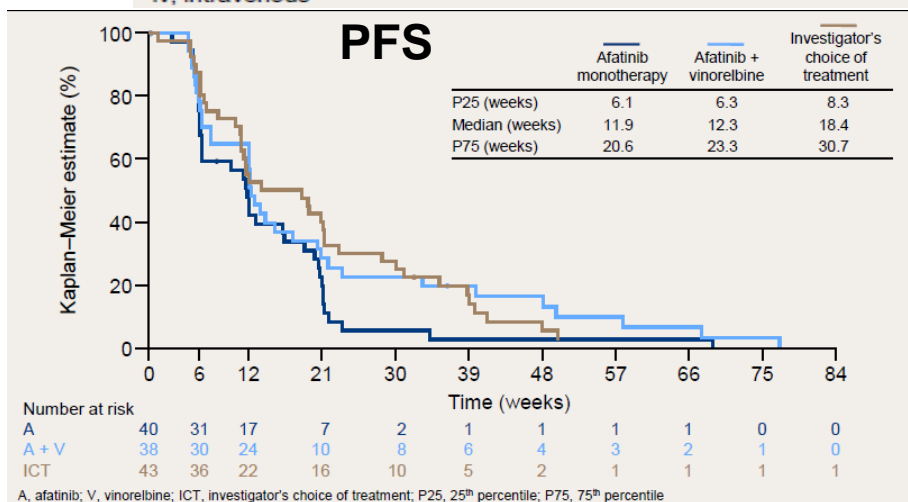 iv, intravenous
PFS
Kaplan–Meier estimate (%)
100
80
60
40
20
0
Afatinib monotherapy Afatinib + vinorelbine Investigator's choice of treatment
P25 (weeks) 6.1 6.3 8.3
Median (weeks) 11.9 12.3 18.4
P75 (weeks) 20.6 23.3 30.7
0 6 12 21 30 39 48 57 66 75 84
Time (weeks)
Number at risk
A 40 31 17 7 2 1 1 1 1 0 0
A + V 38 30 24 10 8 6 4 3 2 1 0
ICT 43 36 22 16 10 5 2 1 1 1 1
A, afatinib; V, vinorelbine; ICT, investigator's choice of treatment; P25, 25th percentile; P75, 75th percentile